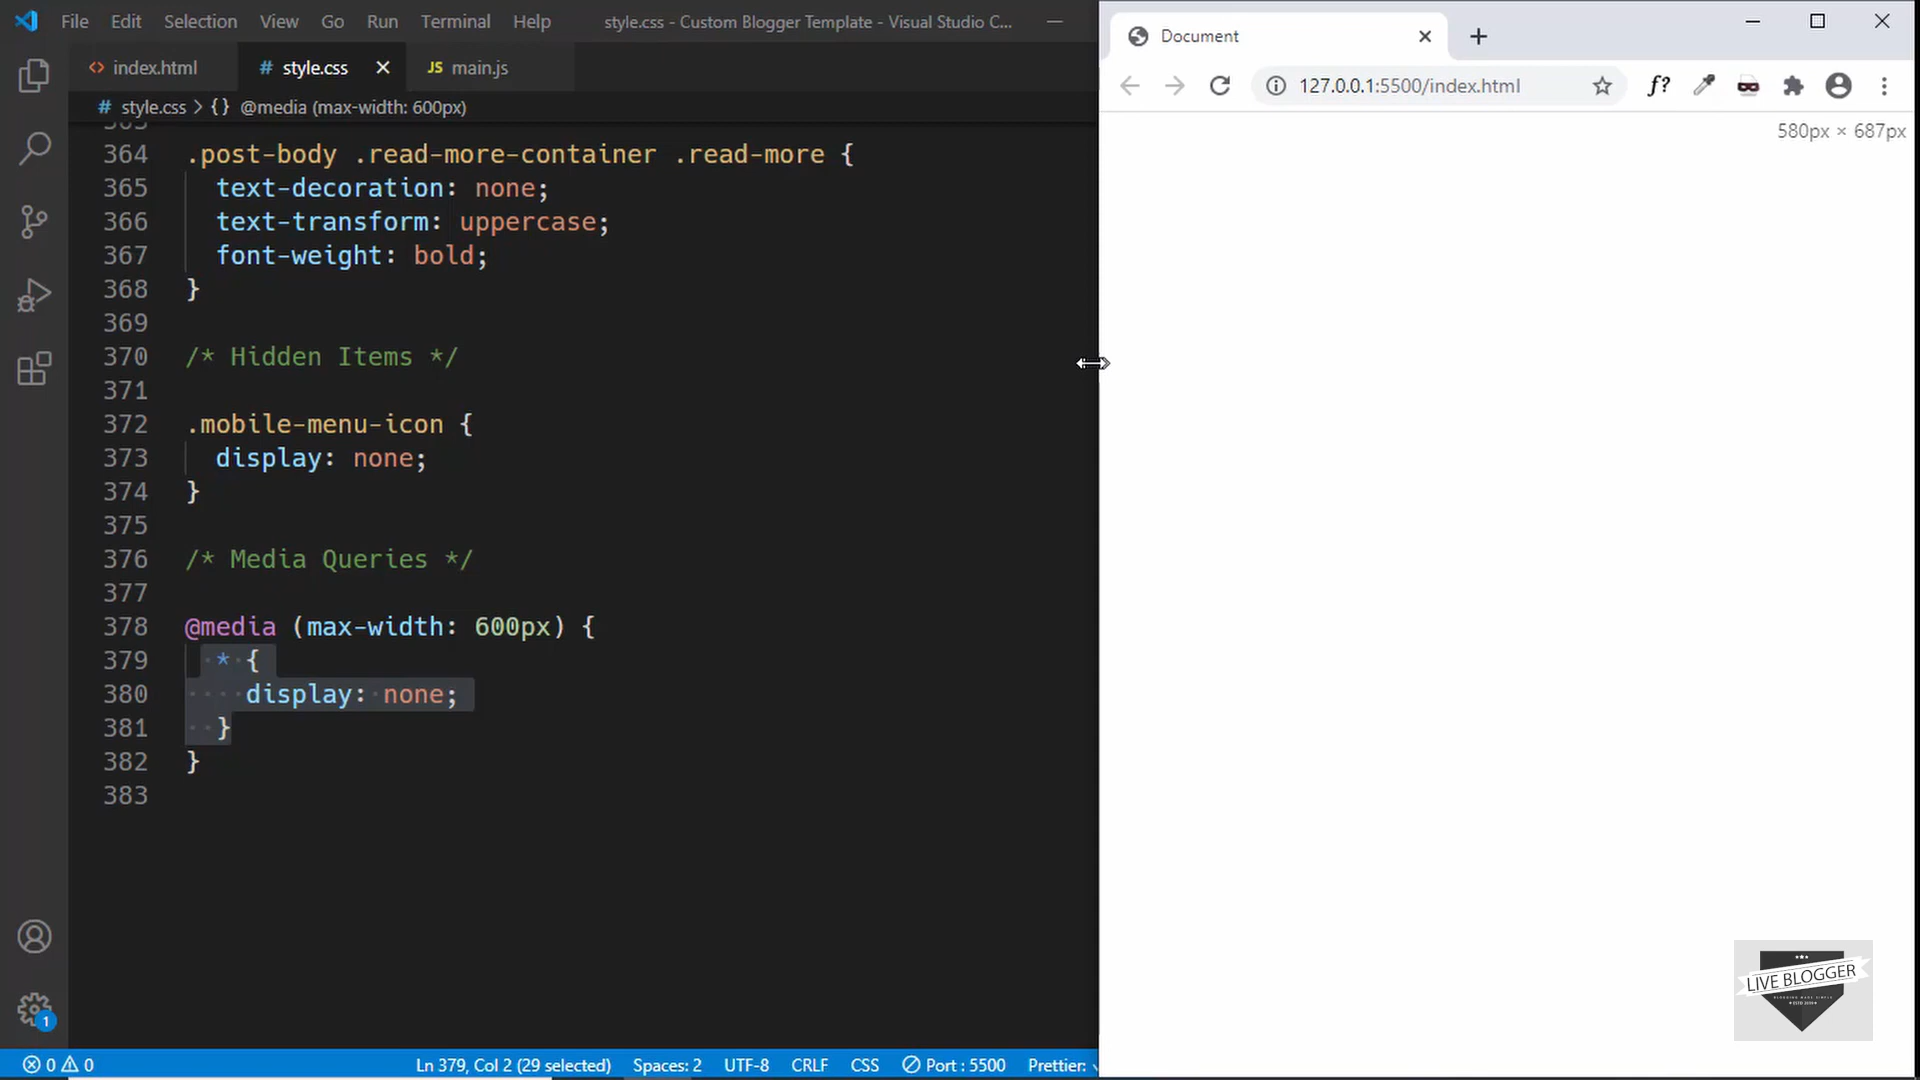 File Edit Selection View Go Run Terminal Help style.css - Custom Blogger Template - Visual Studio C...
index.html
style.css
JS main.js
# style.css > {} @media (max-width: 600px)
364 .post-body .read-more-container .read-more {
365 text-decoration: none;
366 text-transform: uppercase;
367 font-weight: bold;
368 }
369
370 /* Hidden Items */
371
372 .mobile-menu-icon {
373 display: none;
374 }
375
376 /* Media Queries */
377
378 @media (max-width: 600px) {
379 * {
380 display: none;
381 }
382 }
383
1
0 0 Ln 379, Col 2 (29 selected) Spaces: 2 UTF-8 CRLF CSS Port : 5500 Prettier:
Document
127.0.0.1:5500/index.html
f?
580px × 687px
LIVE BLOGGER